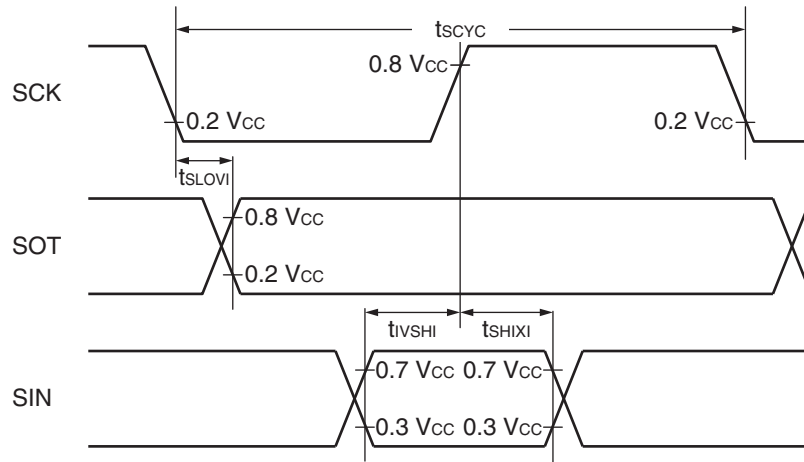 tSCYC
SCK
0.8 VCC
0.2 VCC
0.2 VCC
tSLOVI
SOT
0.8 VCC
0.2 VCC
tIVSHI
tSHIXI
SIN
0.7 VCC
0.7 VCC
0.3 VCC
0.3 VCC